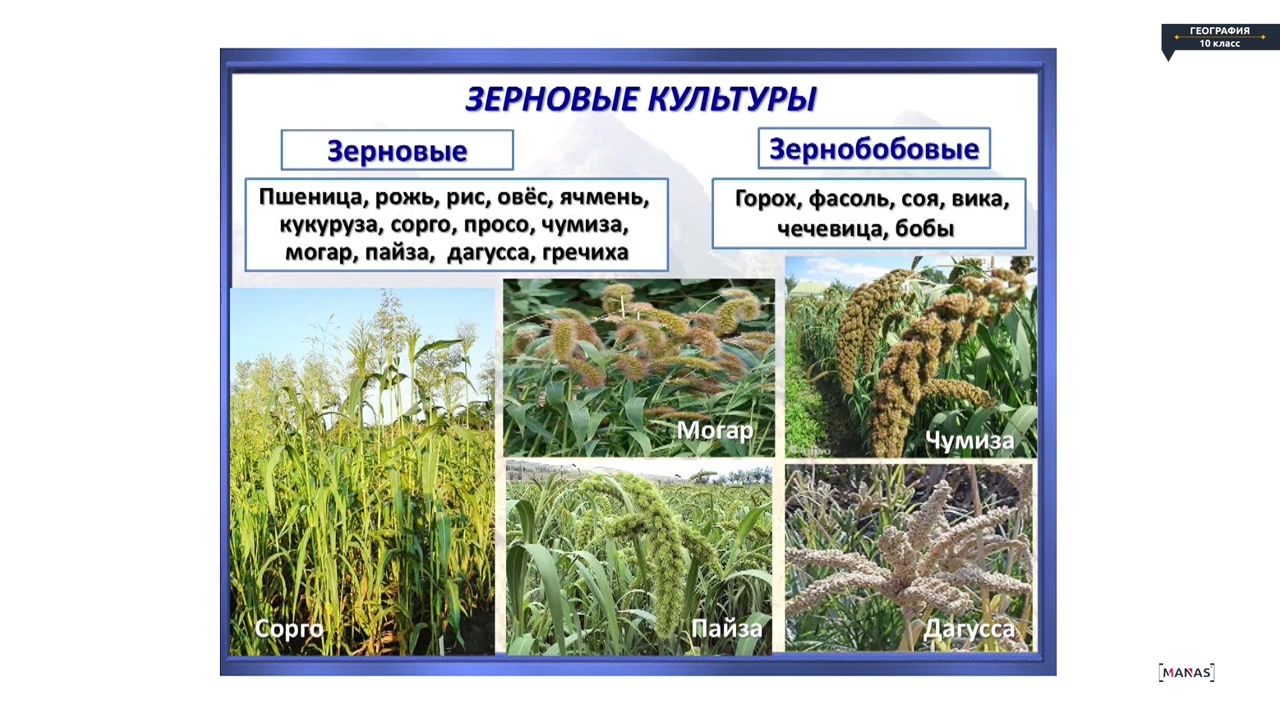 ГЕОГРАФИЯ
10 класс
ЗЕРНОВЫЕ КУЛЬТУРЫ
Зерновые
Пшеница, рожь, рис, овёс, ячмень,
кукуруза, сорго, просо, чумиза,
могар, пайза, дагусса, гречиха
Зернобобовые
Горох, фасоль, соя, вика,
чечевица, бобы
Сорго
Могар
Чумиза
Пайза
Дагусса
[MANAS]